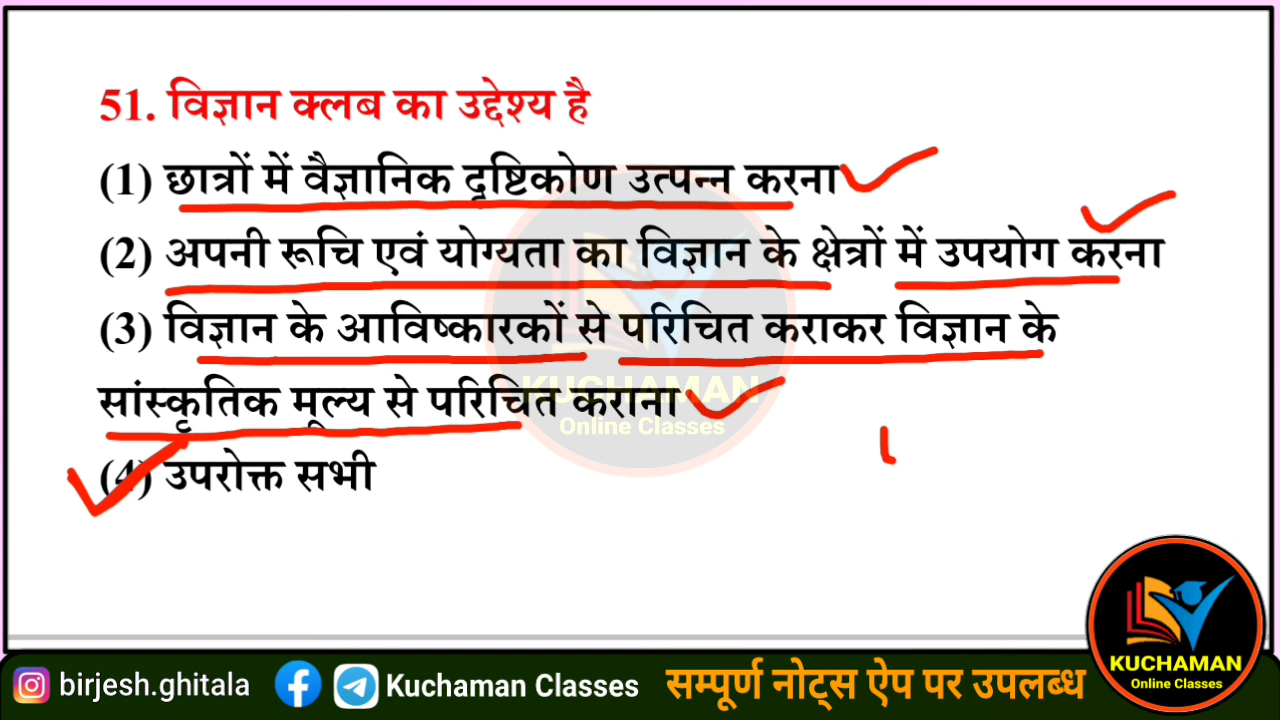 51. विज्ञान क्लब का उद्देश्य है
(1) छात्रों में वैज्ञानिक दृष्टिकोण उत्पन्न करना
(2) अपनी रूचि एवं योग्यता का विज्ञान के क्षेत्रों में उपयोग करना
(3) विज्ञान के आविष्कारकों से परिचित कराकर विज्ञान के
सांस्कृतिक मूल्य से परिचित कराना
(4) उपरोक्त सभी
KUCHAMAN
Online Classes
KUCHAMAN
Online Classes
birjesh.ghitala
Kuchaman Classes
सम्पूर्ण नोट्स ऐप पर उपलब्ध